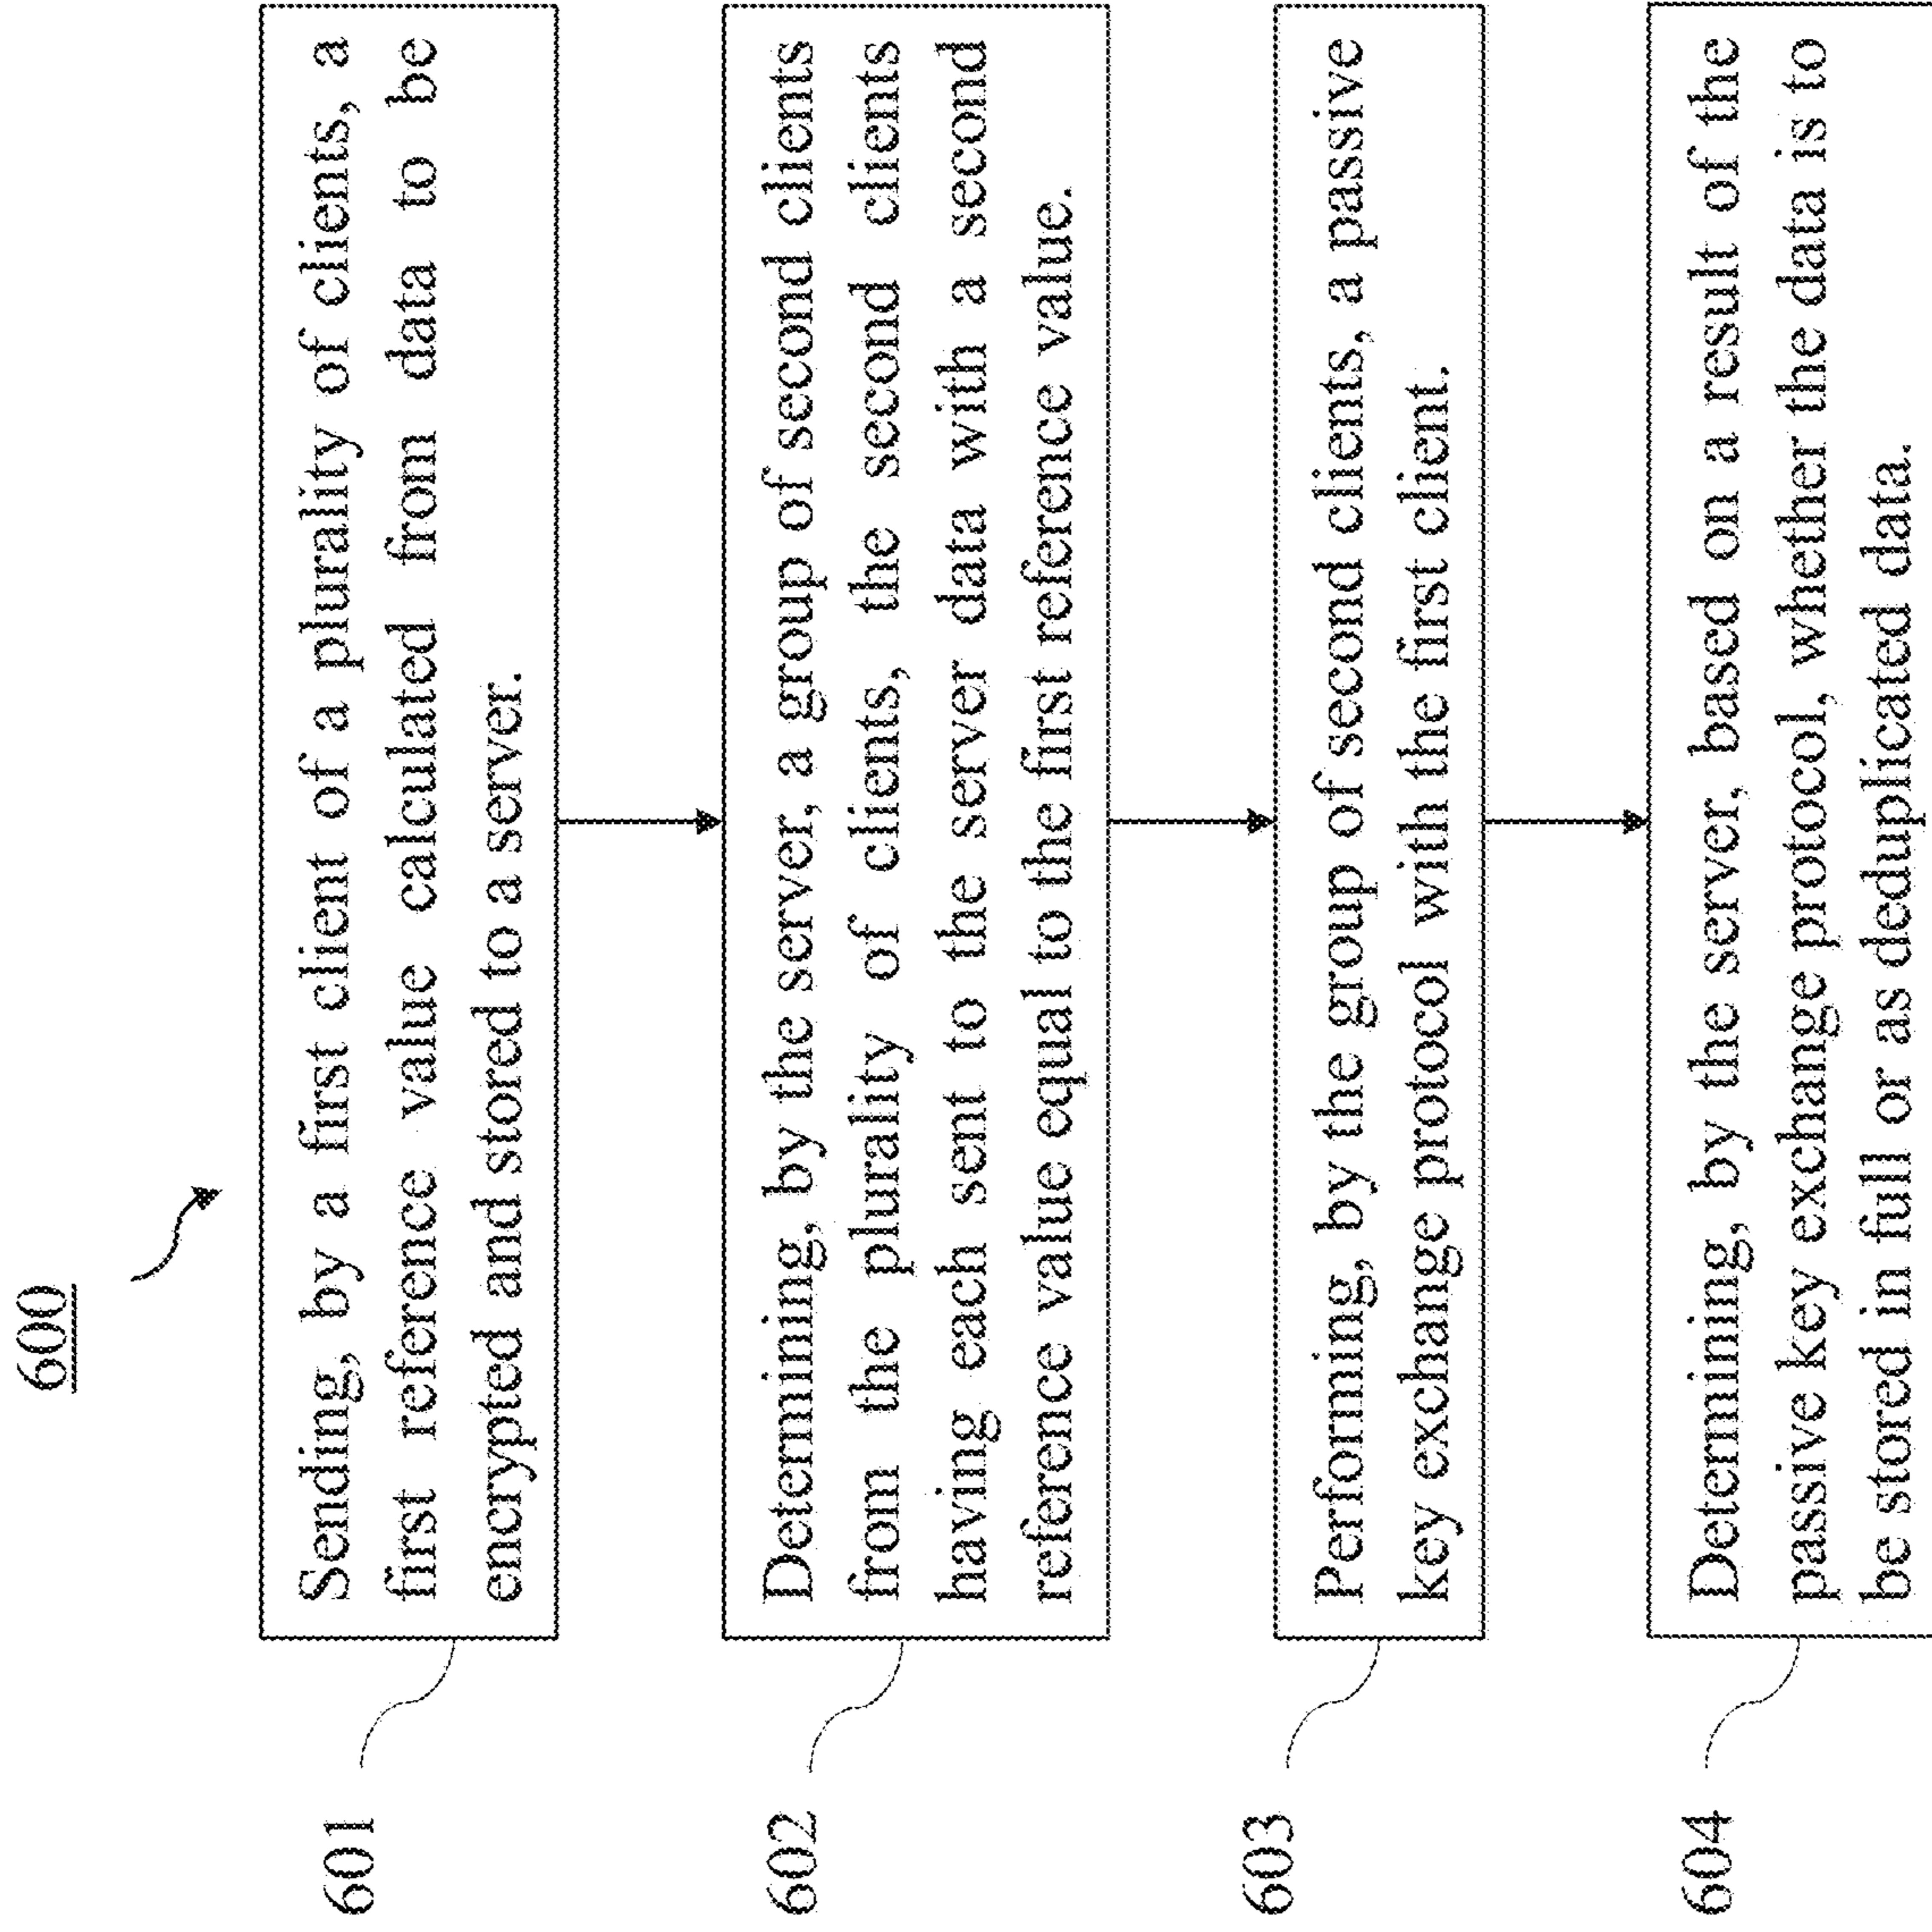 600
601
Sending, by a first client of a plurality of clients, a
first reference value calculated from data to be
encrypted and stored to a server.
602
Determining, by the server, a group of second clients
from the plurality of clients, the second clients
having each sent to the server data with a second
reference value equal to the first reference value.
603
Performing, by the group of second clients, a passive
key exchange protocol with the first client.
604
Determining, by the server, based on a result of the
passive key exchange protocol, whether the data is to
be stored in full or as deduplicated data.